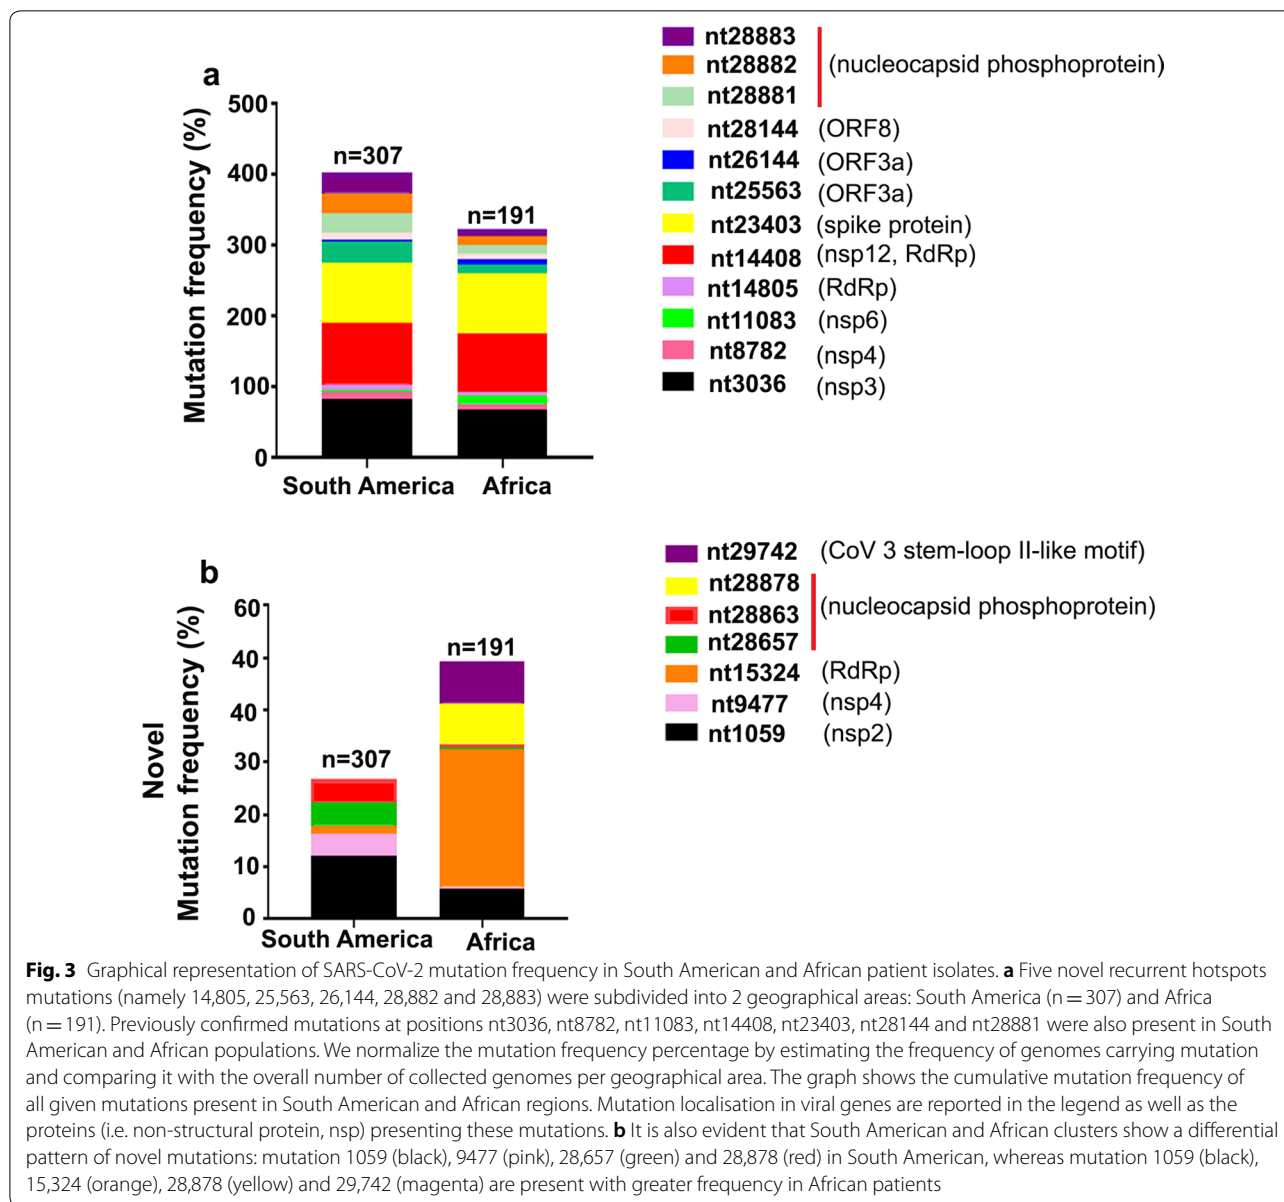 a
Mutation frequency (%)
500
400
300
200
100
0
n=307
n=191
South America
Africa
nt28883
nt28882
nt28881
(nucleocapsid phosphoprotein)
nt28144 (ORF8)
nt26144 (ORF3a)
nt25563 (ORF3a)
nt23403 (spike protein)
nt14408 (nsp12, RdRp)
nt14805 (RdRp)
nt11083 (nsp6)
nt8782 (nsp4)
nt3036 (nsp3)
b
Novel
Mutation frequency (%)
60
40
40
30
20
10
0
n=307
n=191
South America
Africa
nt29742 (CoV 3 stem-loop II-like motif)
nt28878
nt28863
nt28657
(nucleocapsid phosphoprotein)
nt15324 (RdRp)
nt9477 (nsp4)
nt1059 (nsp2)
Fig. 3 Graphical representation of SARS-CoV-2 mutation frequency in South American and African patient isolates. a Five novel recurrent hotspots
mutations (namely 14,805, 25,563, 26,144, 28,882 and 28,883) were subdivided into 2 geographical areas: South America (n = 307) and Africa
(n = 191). Previously confirmed mutations at positions nt3036, nt8782, nt11083, nt14408, nt23403, nt28144 and nt28881 were also present in South
American and African populations. We normalize the mutation frequency percentage by estimating the frequency of genomes carrying mutation
and comparing it with the overall number of collected genomes per geographical area. The graph shows the cumulative mutation frequency of
all given mutations present in South American and African regions. Mutation localisation in viral genes are reported in the legend as well as the
proteins (i.e. non-structural protein, nsp) presenting these mutations. b It is also evident that South American and African clusters show a differential
pattern of novel mutations: mutation 1059 (black), 9477 (pink), 28,657 (green) and 28,878 (red) in South American, whereas mutation 1059 (black),
15,324 (orange), 28,878 (yellow) and 29,742 (magenta) are present with greater frequency in African patients